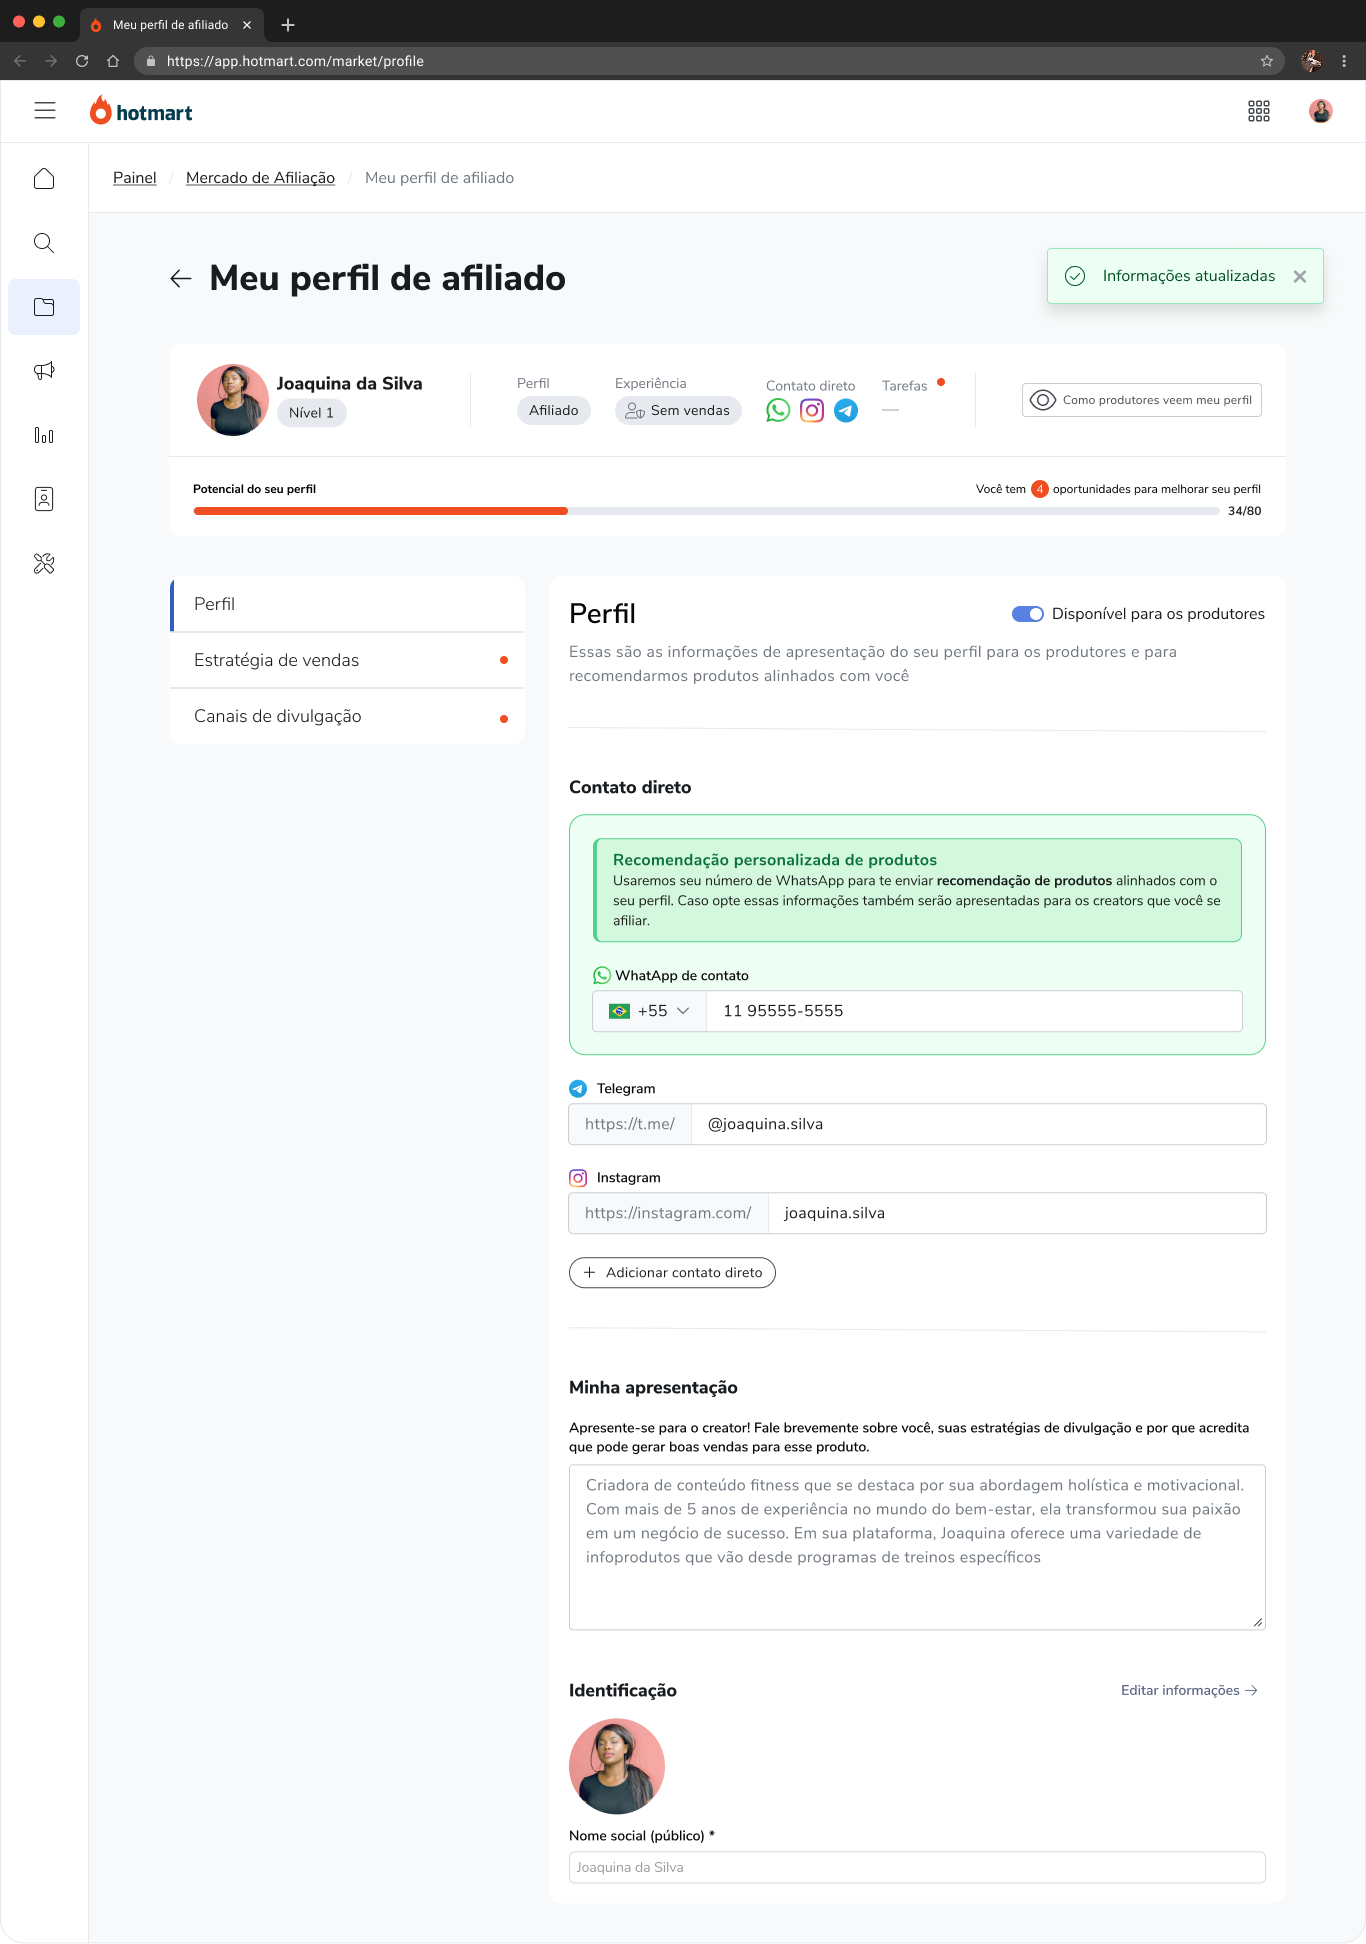 Meu perfil de afiliado
https://app.hotmart.com/market/profile
hotmart
Painel / Mercado de Afiliação / Meu perfil de afiliado
Meu perfil de afiliado
Informações atualizadas
Joaquina da Silva
Nível 1
Perfil
Afiliado
Experiência
Sem vendas
Contato direto
Tarefas
—
Como produtores veem meu perfil
Potencial do seu perfil
Você tem 4 oportunidades para melhorar seu perfil
34/80
Perfil
Estratégia de vendas
Canais de divulgação
Perfil
Disponível para os produtores
Essas são as informações de apresentação do seu perfil para os produtores e para
recomendarmos produtos alinhados com você
Contato direto
Recomendação personalizada de produtos
Usaremos seu número de WhatsApp para te enviar recomendação de produtos alinhados com o
seu perfil. Caso opte essas informações também serão apresentadas para os creators que você se
afiliar.
WhatApp de contato
+55
11 95555-5555
Telegram
https://t.me/
@joaquina.silva
Instagram
https://instagram.com/
joaquina.silva
+ Adicionar contato direto
Minha apresentação
Apresente-se para o creator! Fale brevemente sobre você, suas estratégias de divulgação e por que acredita
que pode gerar boas vendas para esse produto.
Criadora de conteúdo fitness que se destaca por sua abordagem holística e motivacional.
Com mais de 5 anos de experiência no mundo do bem-estar, ela transformou sua paixão
em um negócio de sucesso. Em sua plataforma, Joaquina oferece uma variedade de
infoprodutos que vão desde programas de treinos específicos
Identificação
Editar informações →
Nome social (público) *
Joaquina da Silva